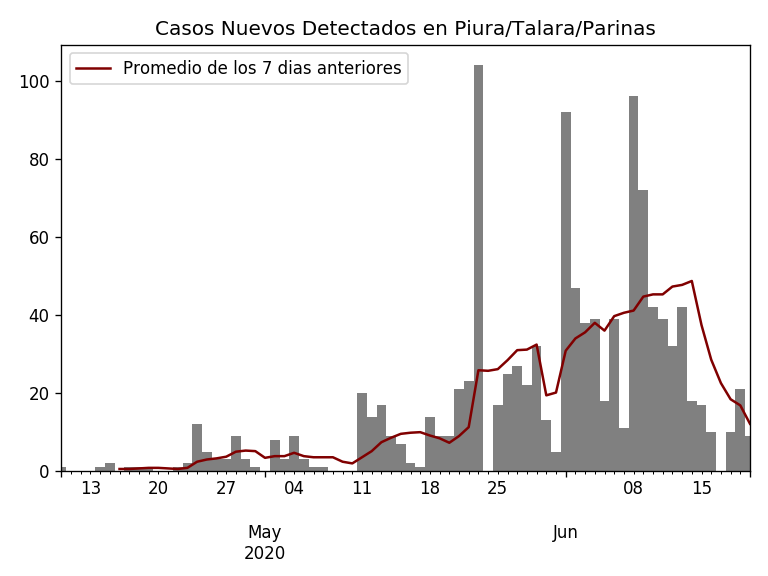 Casos Nuevos Detectados en Piura/Talara/Parinas
Promedio de los 7 dias anteriores
100
80
60
40
20
0
13 20 27 04 11 18 25 08 15
May Jun
2020